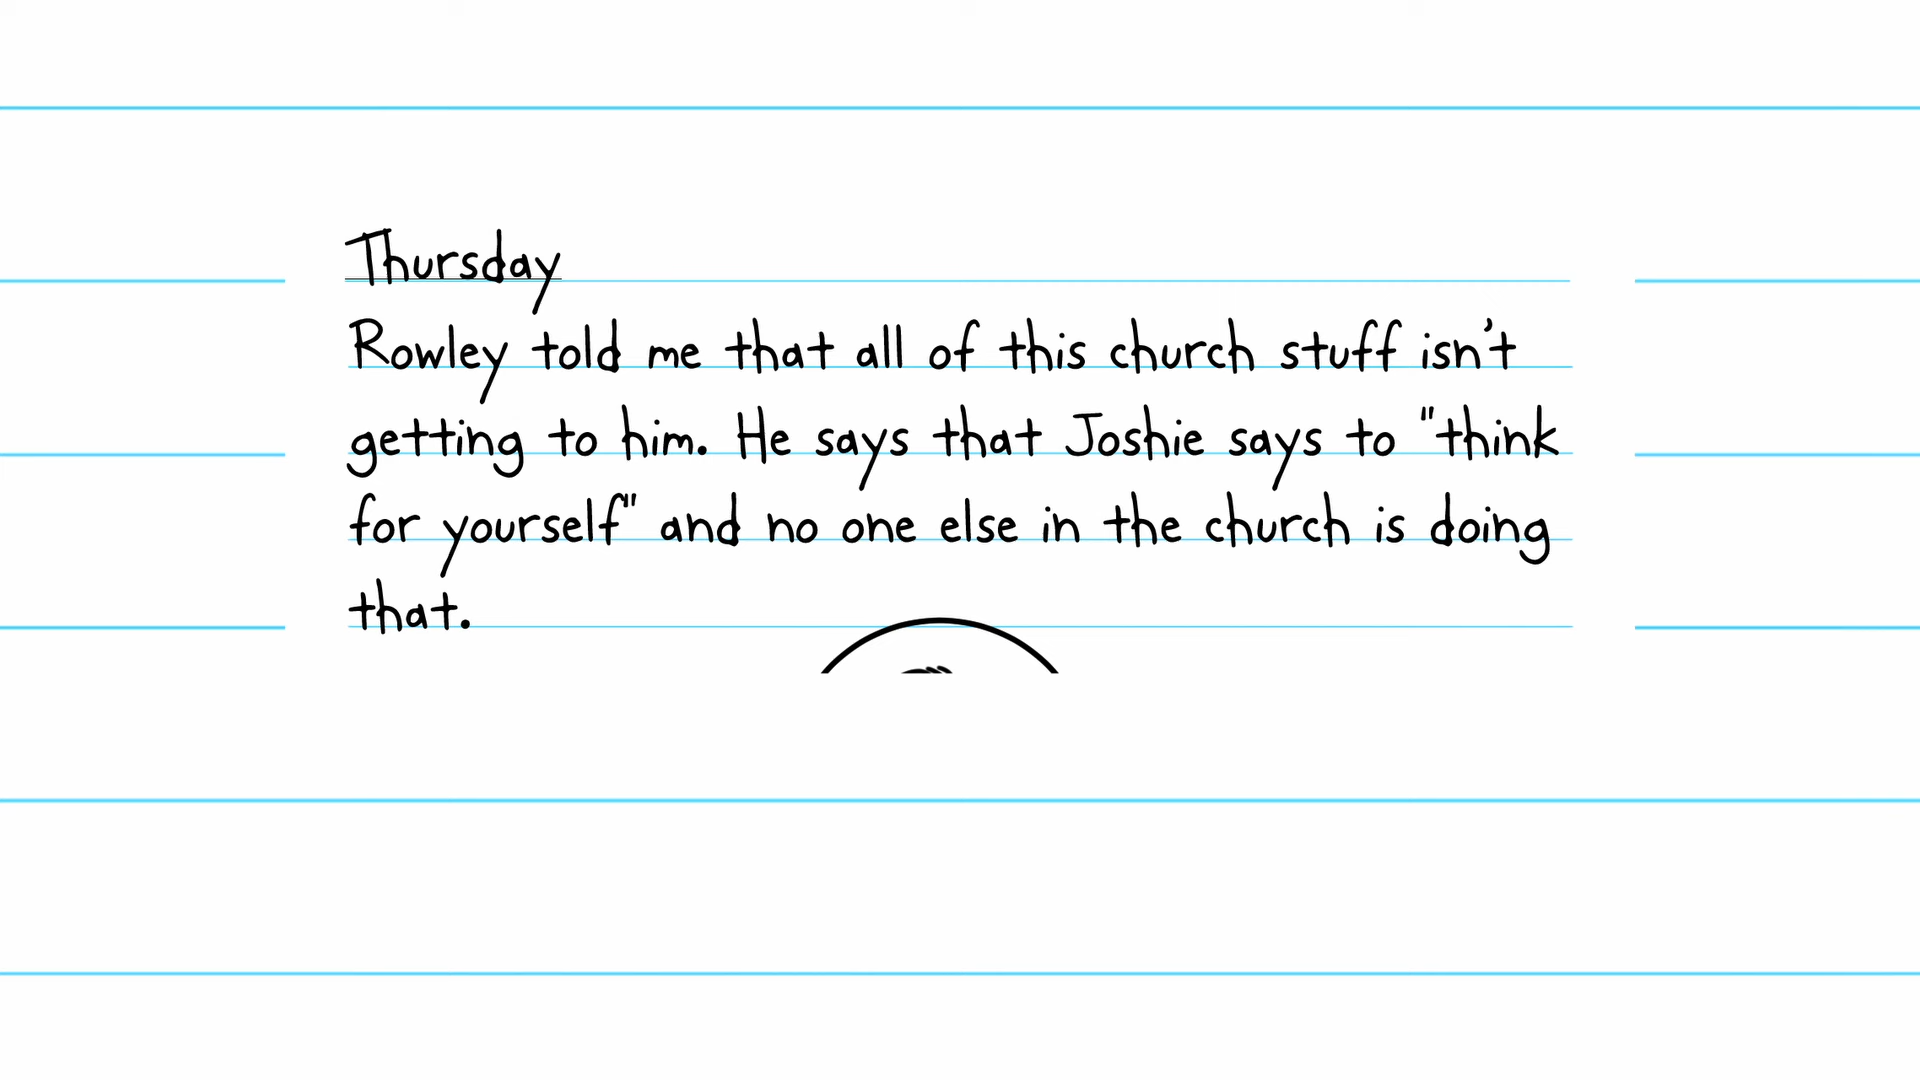 Thursday
Rowley told me that all of this church stuff isn't
getting to him. He says that Joshie says to "think
for yourself" and no one else in the church is doing
that.